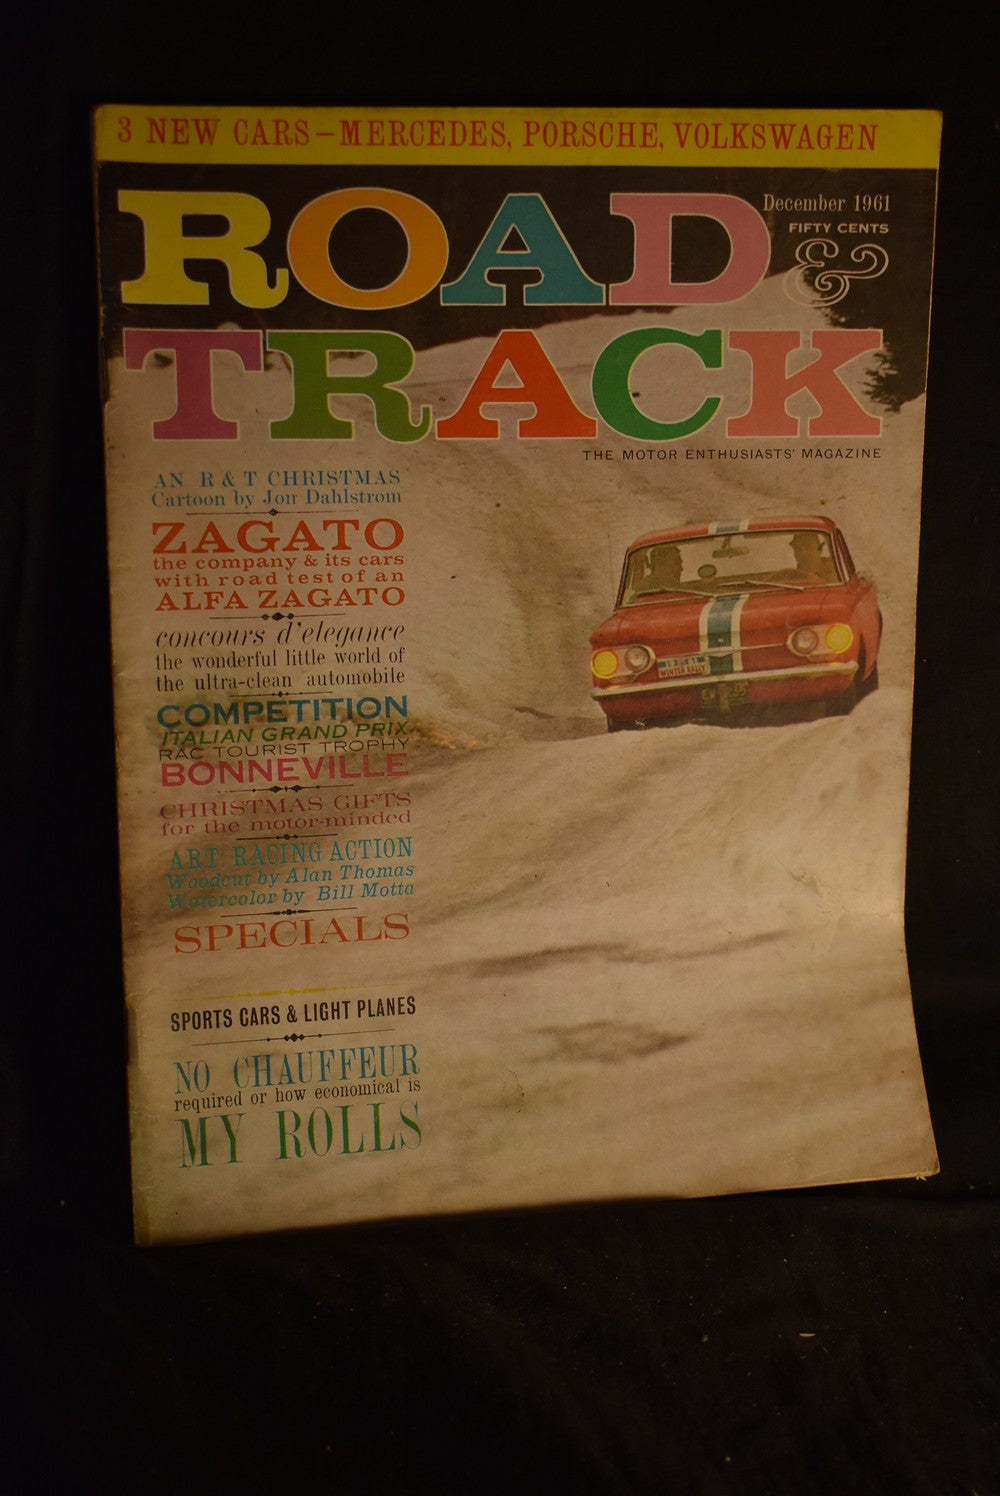 3 NEW CARS – MERCEDES, PORSCHE, VOLKSWAGEN
ROAD &
December 1961
FIFTY CENTS
TRACK
THE MOTOR ENTHUSIASTS' MAGAZINE
AN R & T CHRISTMAS
Cartoon by Jon Dahlstrom
ZAGATO
the company & its cars
with road test of an
ALFA ZAGATO
concours d'elegance
the wonderful little world of
the ultra-clean automobile
COMPETITION
ITALIAN GRAND PRIX
RAC TOURIST TROPHY
BONNEVILLE
CHRISTMAS GIFTS
for the motor-minded
ART: RACING ACTION
Woodcut by Alan Thomas
Watercolor by Bill Motta
SPECIALS
SPORTS CARS & LIGHT PLANES
NO CHAUFFEUR
required or how economical is
MY ROLLS
WINTER RALLY